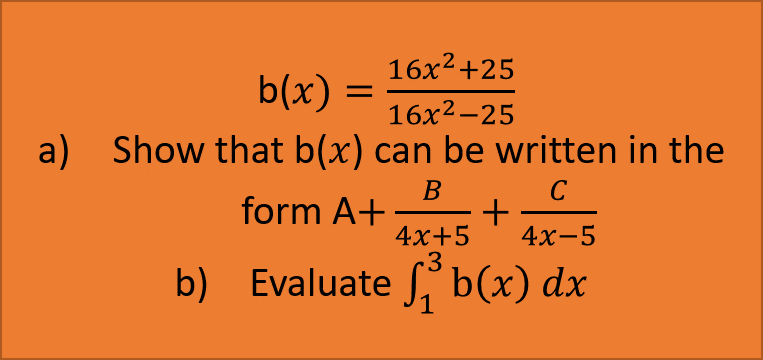 b(x) = \frac{16x^2+25}{16x^2-25}
a) Show that b(x) can be written in the
form A+ \frac{B}{4x+5} + \frac{C}{4x-5}
b) Evaluate \int_1^3 b(x) dx